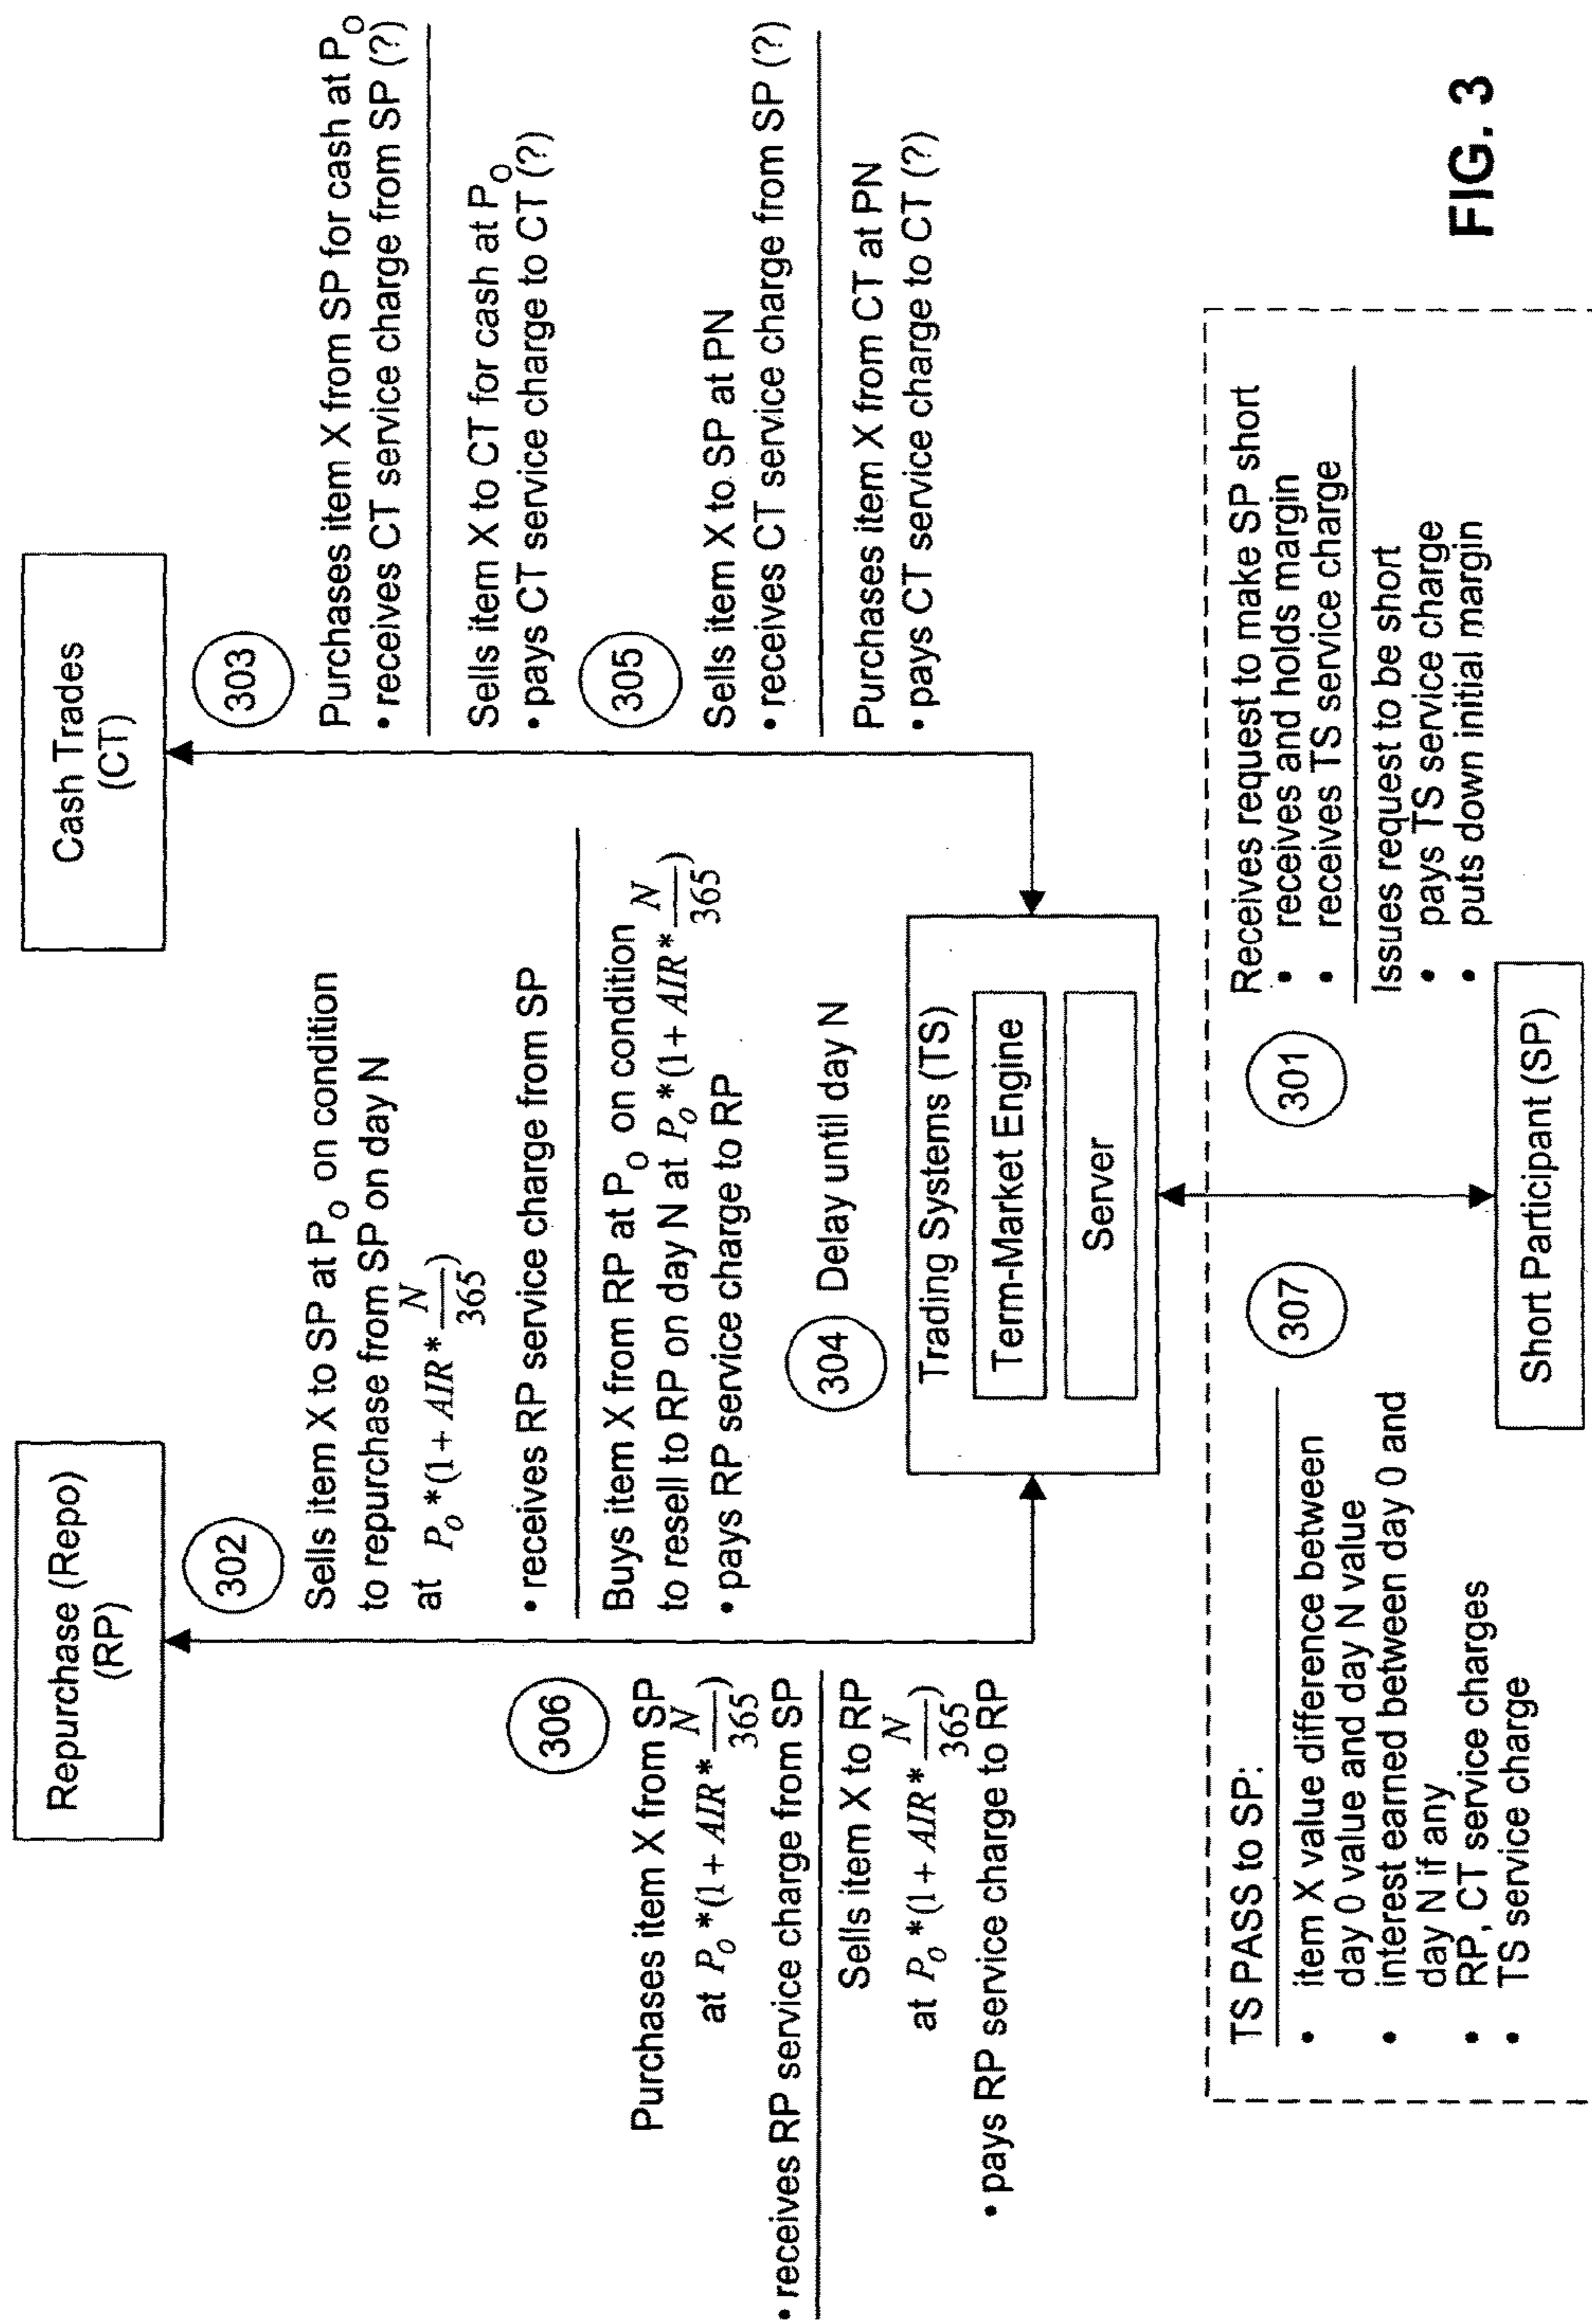 Repurchase (Repo)
(RP)
Cash Trades
(CT)
302
Sells item X to SP at P₀ on condition
to repurchase from SP on day N
at P₀ *(1+ AIR* N/365)
• receives RP service charge from SP
Buys item X from RP at P₀ on condition
to resell to RP on day N at P₀ *(1+ AIR* N/365)
• pays RP service charge to RP
303
Purchases item X from SP for cash at P₀
• receives CT service charge from SP (?)
Sells item X to CT for cash at P₀
• pays CT service charge to CT (?)
305
Sells item X to SP at PN
• receives CT service charge from SP (?)
Purchases item X from CT at PN
• pays CT service charge to CT (?)
306
Purchases item X from SP
at P₀ *(1+ AIR* N/365)
• receives RP service charge from SP
Sells item X to RP
at P₀ *(1+ AIR* N/365)
• pays RP service charge to RP
304
Delay until day N
Trading Systems (TS)
Term-Market Engine
Server
307
TS PASS to SP:
• item X value difference between
day 0 value and day N value
• interest earned between day 0 and
day N if any
• RP, CT service charges
• TS service charge
301
Receives request to make SP short
• receives and holds margin
• receives TS service charge
Issues request to be short
• pays TS service charge
• puts down initial margin
Short Participant (SP)
FIG. 3